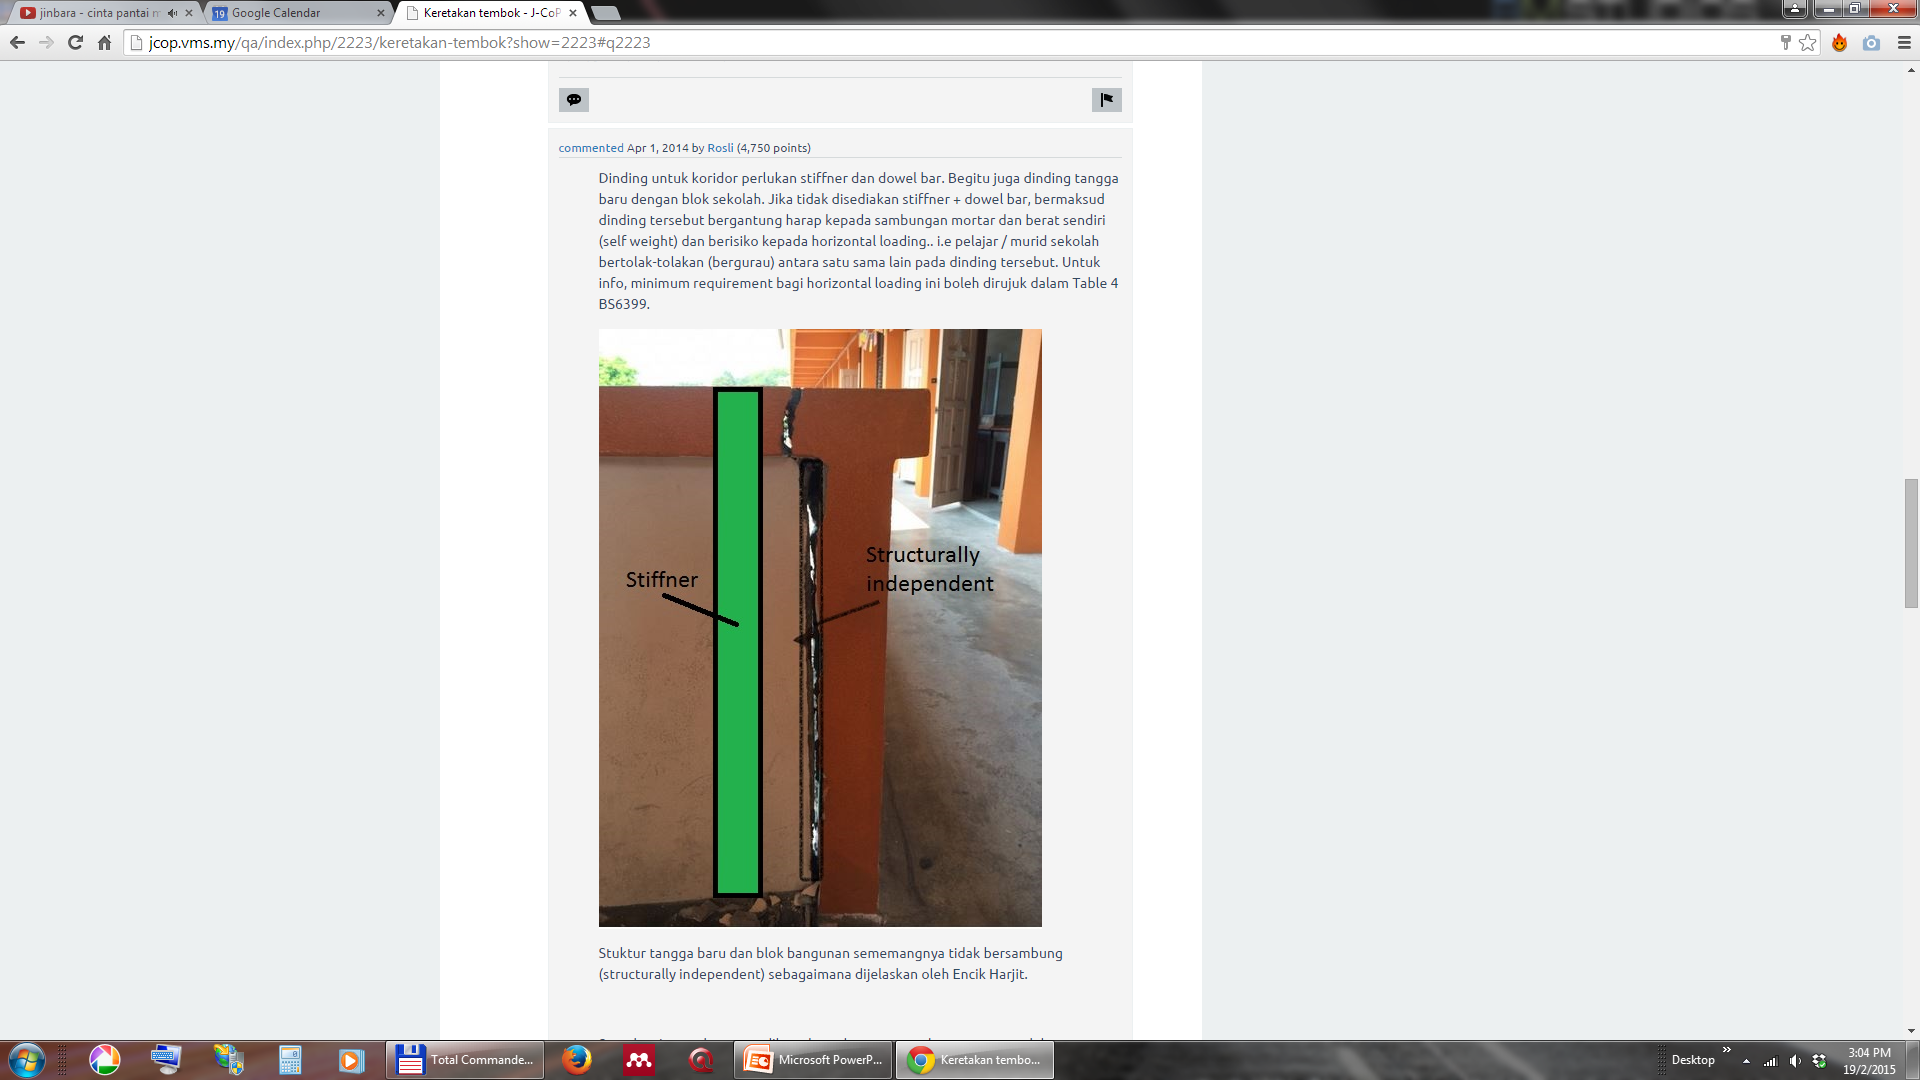 jinbara - cinta pantai
Google Calendar
Keretakan tembok - J-CoP
jcop.vms.my/qa/index.php/2223/keretakan-tembok?show=2223#q2223
commented Apr 1, 2014 by Rosli (4,750 points)
Dinding untuk koridor perlukan stiffner dan dowel bar. Begitu juga dinding tangga
baru dengan blok sekolah. Jika tidak disediakan stiffner + dowel bar, bermaksud
dinding tersebut bergantung harap kepada sambungan mortar dan berat sendiri
(self weight) dan berisiko kepada horizontal loading.. i.e pelajar / murid sekolah
bertolak-tolakan (bergurau) antara satu sama lain pada dinding tersebut. Untuk
info, minimum requirement bagi horizontal loading ini boleh dirujuk dalam Table 4
BS6399.
Structurally
independent
Stiffner
Stuktur tangga baru dan blok bangunan sememangnya tidak bersambung
(structurally independent) sebagaimana dijelaskan oleh Encik Harjit.
Total Commande...
Microsoft PowerP...
Keretakan tembo...
Desktop
3:04 PM
19/2/2015